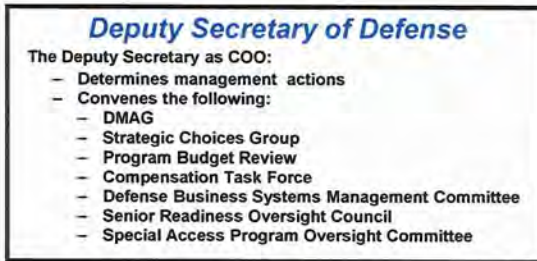 Deputy Secretary of Defense
The Deputy Secretary as COO:
– Determines management actions
– Convenes the following:
– DMAG
– Strategic Choices Group
– Program Budget Review
– Compensation Task Force
– Defense Business Systems Management Committee
– Senior Readiness Oversight Council
– Special Access Program Oversight Committee